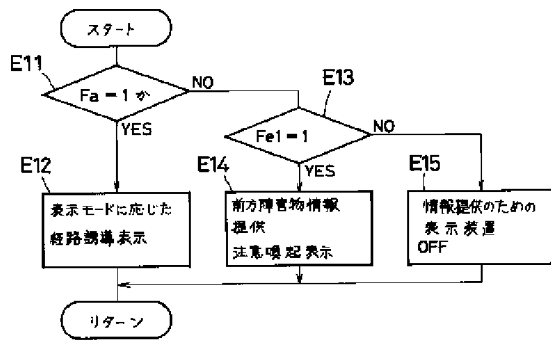 スタート
E11
Fa = 1 か
NO
E13
YES
Fe1 = 1
NO
E12
E14
YES
E15
表示モードに応じた
経路誘導表示
前方障害物情報
提供
注意喚起表示
情報提供のための
表示装置
OFF
リターン